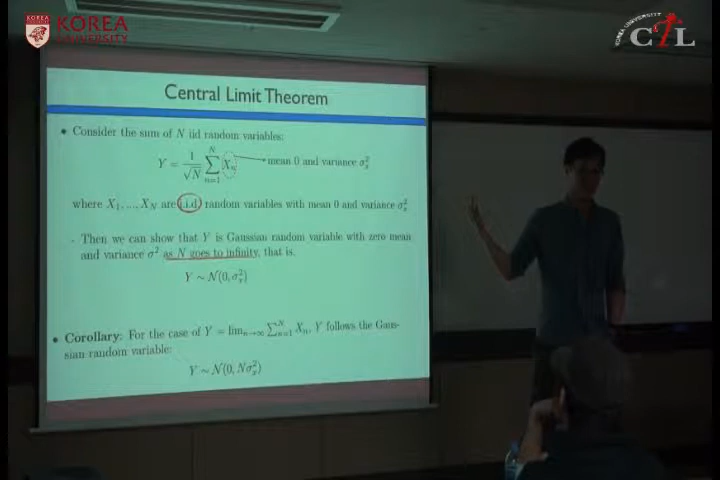 KOREA
UNIVERSITY
KOREA UNIVERSITY
CTL
Central Limit Theorem
• Consider the sum of N iid random variables:
Y = 1/√N ∑_{n=1}^{N} X_n mean 0 and variance σ_x^2
where X_1, ..., X_N are i.i.d. random variables with mean 0 and variance σ_x^2
- Then we can show that Y is Gaussian random variable with zero mean
and variance σ^2 as N goes to infinity, that is.
Y ∼ N(0, σ_x^2)
• Corollary: For the case of Y = lim_{n→∞} ∑_{n=1}^{N} X_n, Y follows the Gaus-
sian random variable:
Y ∼ N(0, Nσ_x^2)